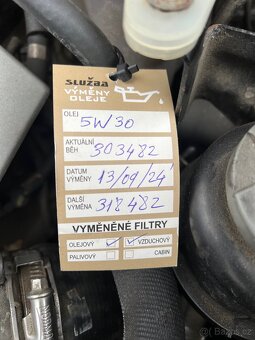 SLUŽBA
VÝMĚNY
OLEJE
OLEJ
5W30
AKTUÁLNÍ
BĚH
303482
DATUM
VÝMĚNY
13/09/24
DALŠÍ
VÝMĚNA
318482
VYMĚNĚNÉ FILTRY
OLEJOVÝ VZDUCHOVÝ
PALIVOVÝ CABIN